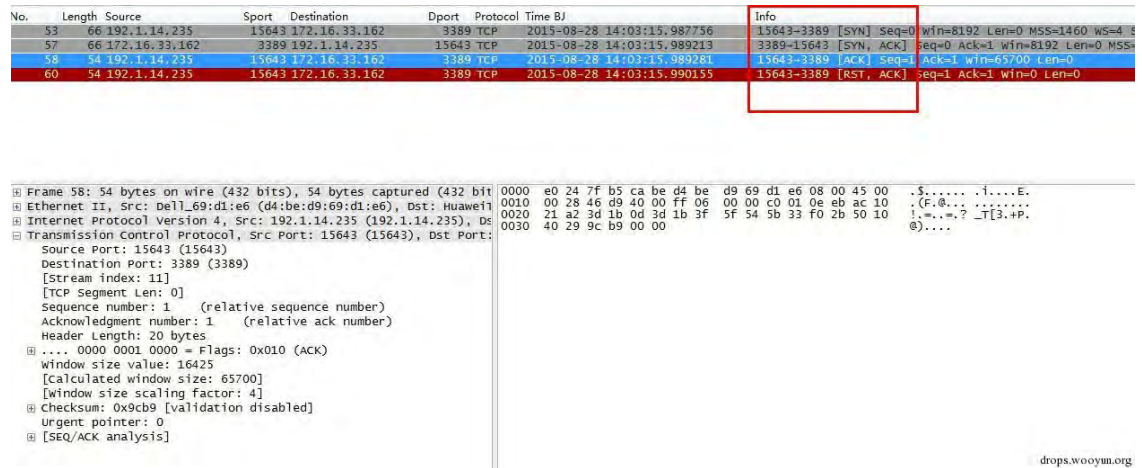 No. Length Source Sport Destination Dport Protocol Time BJ Info
53 66 192.1.14.235 15643 172.16.33.162 3389 TCP 2015-08-28 14:03:15.987756 15643→3389 [SYN] Seq=0 Win=8192 Len=0 MSS=1460 WS=4 S
57 66 172.16.33.162 3389 192.1.14.235 15643 TCP 2015-08-28 14:03:15.989213 3389→15643 [SYN, ACK] Seq=0 Ack=1 Win=8192 Len=0 MSS=
58 54 192.1.14.235 15643 172.16.33.162 3389 TCP 2015-08-28 14:03:15.989281 15643→3389 [ACK] Seq=1 Ack=1 Win=65700 Len=0
60 54 192.1.14.235 15643 172.16.33.162 3389 TCP 2015-08-28 14:03:15.990155 15643→3389 [RST, ACK] Seq=1 Ack=1 Win=0 Len=0
Frame 58: 54 bytes on wire (432 bits), 54 bytes captured (432 bit
Ethernet II, Src: Dell_69:d1:e6 (d4:be:d9:69:d1:e6), Dst: HuaweiT
Internet Protocol Version 4, Src: 192.1.14.235 (192.1.14.235), Ds
Transmission Control Protocol, Src Port: 15643 (15643), Dst Port:
Source Port: 15643 (15643)
Destination Port: 3389 (3389)
[Stream index: 11]
[TCP Segment Len: 0]
Sequence number: 1 (relative sequence number)
Acknowledgment number: 1 (relative ack number)
Header Length: 20 bytes
.... 0000 0001 0000 = Flags: 0x010 (ACK)
Window size value: 16425
[Calculated window size: 65700]
[Window size scaling factor: 4]
Checksum: 0x9cb9 [validation disabled]
Urgent pointer: 0
[SEQ/ACK analysis]
0000 e0 24 7f b5 ca be d4 be d9 69 d1 e6 08 00 45 00 .$...... .i....E.
0010 00 28 46 d9 40 00 ff 06 00 00 c0 01 0e eb ac 10 .(F.@... ........
0020 21 a2 3d 1b 0d 3d 1b 3f 5f 54 5b 33 f0 2b 50 10 !.=..=.? _T[3.+P.
0030 40 29 9c b9 00 00 @)....
drops.wooyun.org